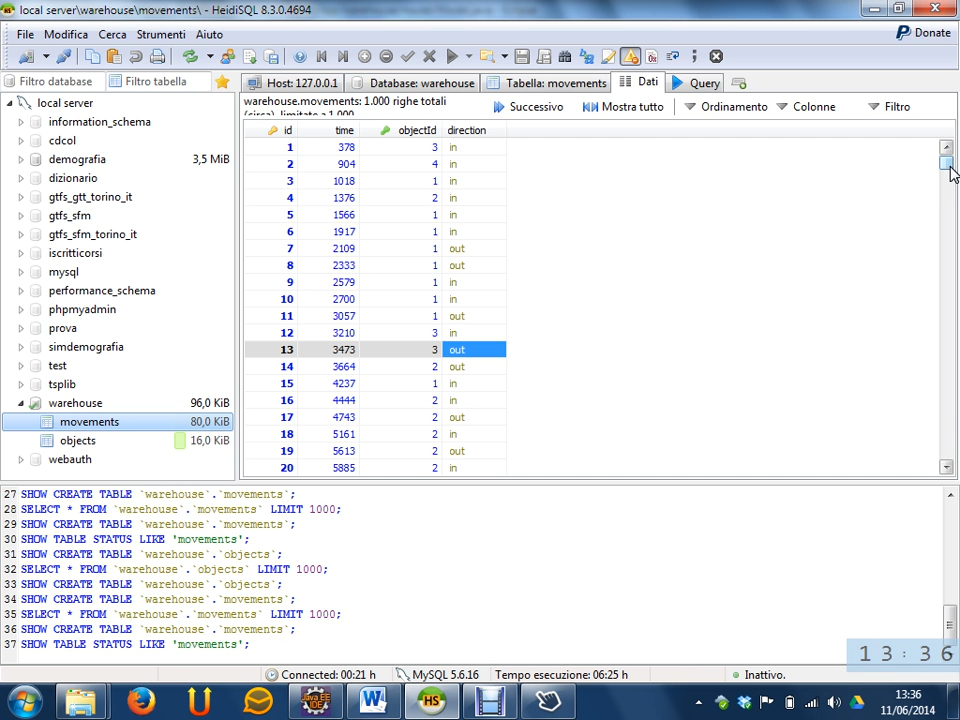 local server\warehouse\movements\ - HeidiSQL 8.3.0.4694
File Modifica Cerca Strumenti Aiuto
Donate
Filtro database
Filtro tabella
Host: 127.0.0.1
Database: warehouse
Tabella: movements
Dati
Query
local server
information_schema
cdcol
demografia 3,5 MiB
dizionario
gtfs_gtt_torino_it
gtfs_sfm
gtfs_sfm_torino_it
iscritticorsi
mysql
performance_schema
phpmyadmin
prova
simdemografia
test
tsplib
warehouse 96,0 KiB
movements 80,0 KiB
objects 16,0 KiB
webauth
warehouse.movements: 1.000 righe totali
(circa), limitate a 1.000
Successivo
Mostra tutto
Ordinamento
Colonne
Filtro
id time objectId direction
1 378 3 in
2 904 4 in
3 1018 1 in
4 1376 2 in
5 1566 1 in
6 1917 1 in
7 2109 1 out
8 2333 1 out
9 2579 1 in
10 2700 1 in
11 3057 1 out
12 3210 3 in
13 3473 3 out
14 3664 2 out
15 4237 1 in
16 4444 2 in
17 4743 2 out
18 5161 2 in
19 5613 2 out
20 5885 2 in
27 SHOW CREATE TABLE `warehouse`.`movements`;
28 SELECT * FROM `warehouse`.`movements` LIMIT 1000;
29 SHOW CREATE TABLE `warehouse`.`movements`;
30 SHOW TABLE STATUS LIKE 'movements';
31 SHOW CREATE TABLE `warehouse`.`objects`;
32 SELECT * FROM `warehouse`.`objects` LIMIT 1000;
33 SHOW CREATE TABLE `warehouse`.`objects`;
34 SHOW CREATE TABLE `warehouse`.`movements`;
35 SELECT * FROM `warehouse`.`movements` LIMIT 1000;
36 SHOW CREATE TABLE `warehouse`.`movements`;
37 SHOW TABLE STATUS LIKE 'movements';
13:36
Connected: 00:21 h
MySQL 5.6.16
Tempo esecuzione: 06:25 h
Inattivo.
Java EE
IDE
HS
13:36
11/06/2014